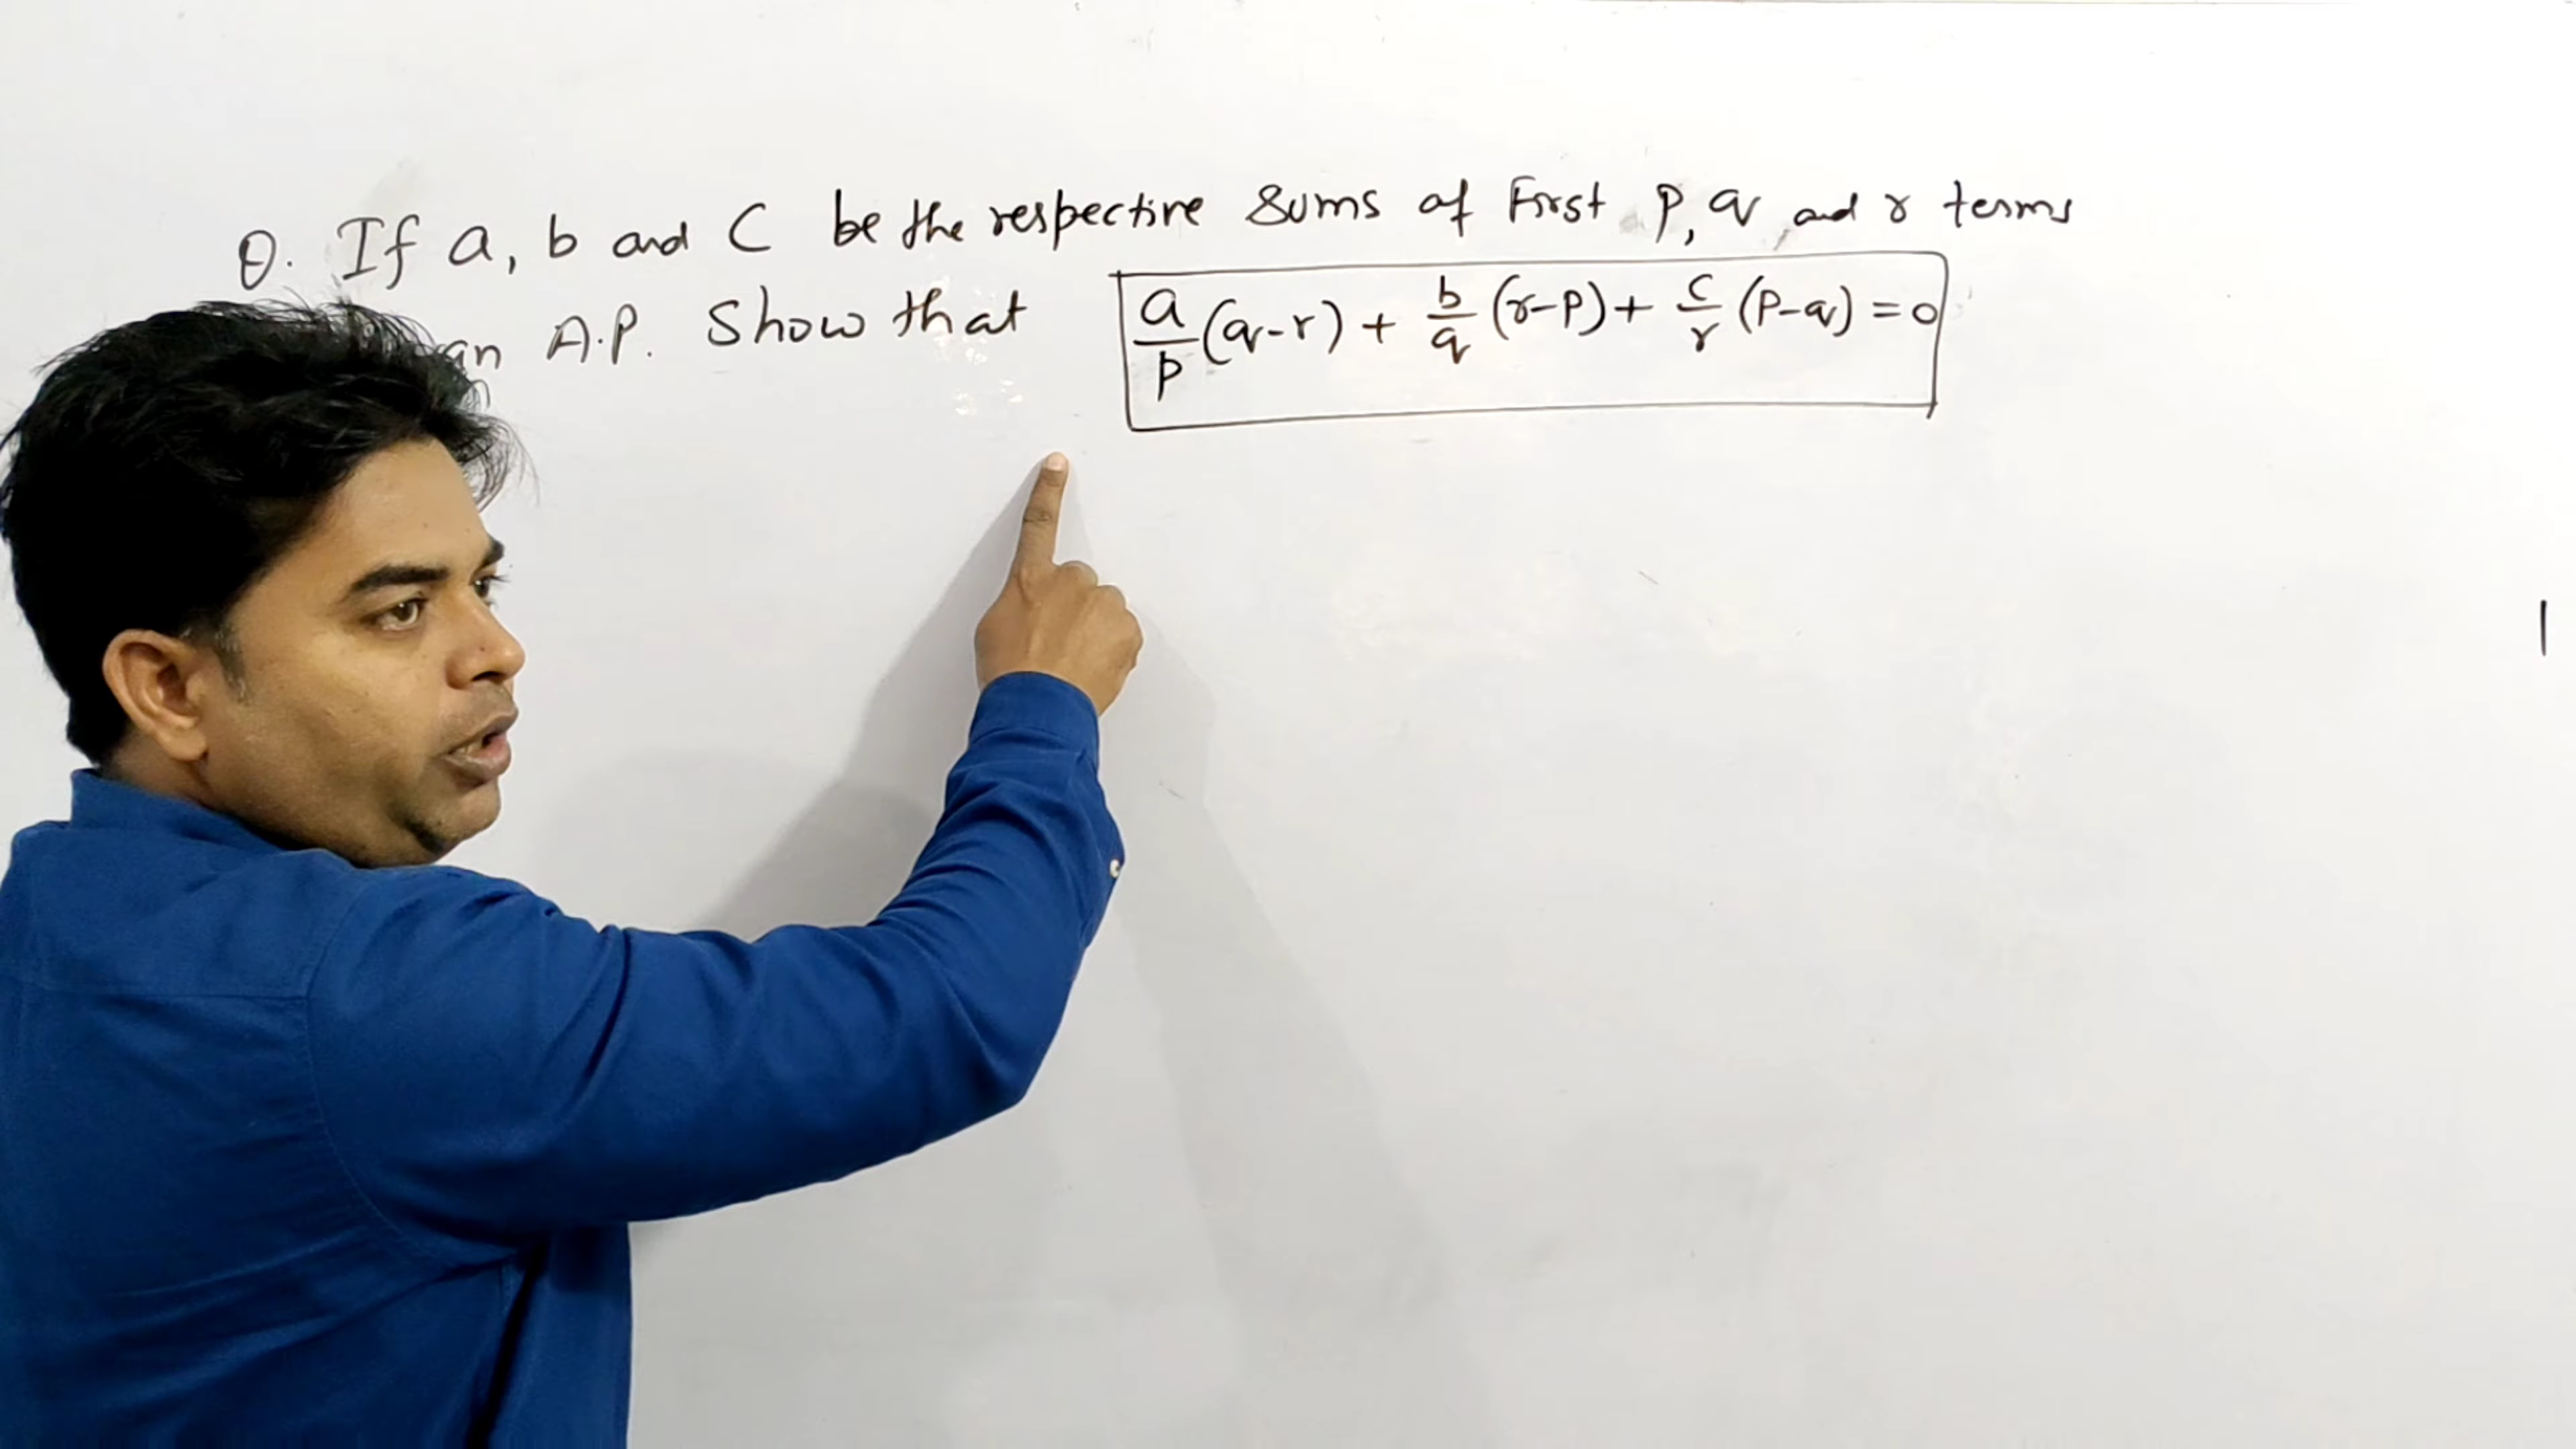 Q. If a, b and C be the respective sums of First p, q and r terms
an A.P. Show that a/p (q-r) + b/q (r-p) + c/r (p-q) = 0